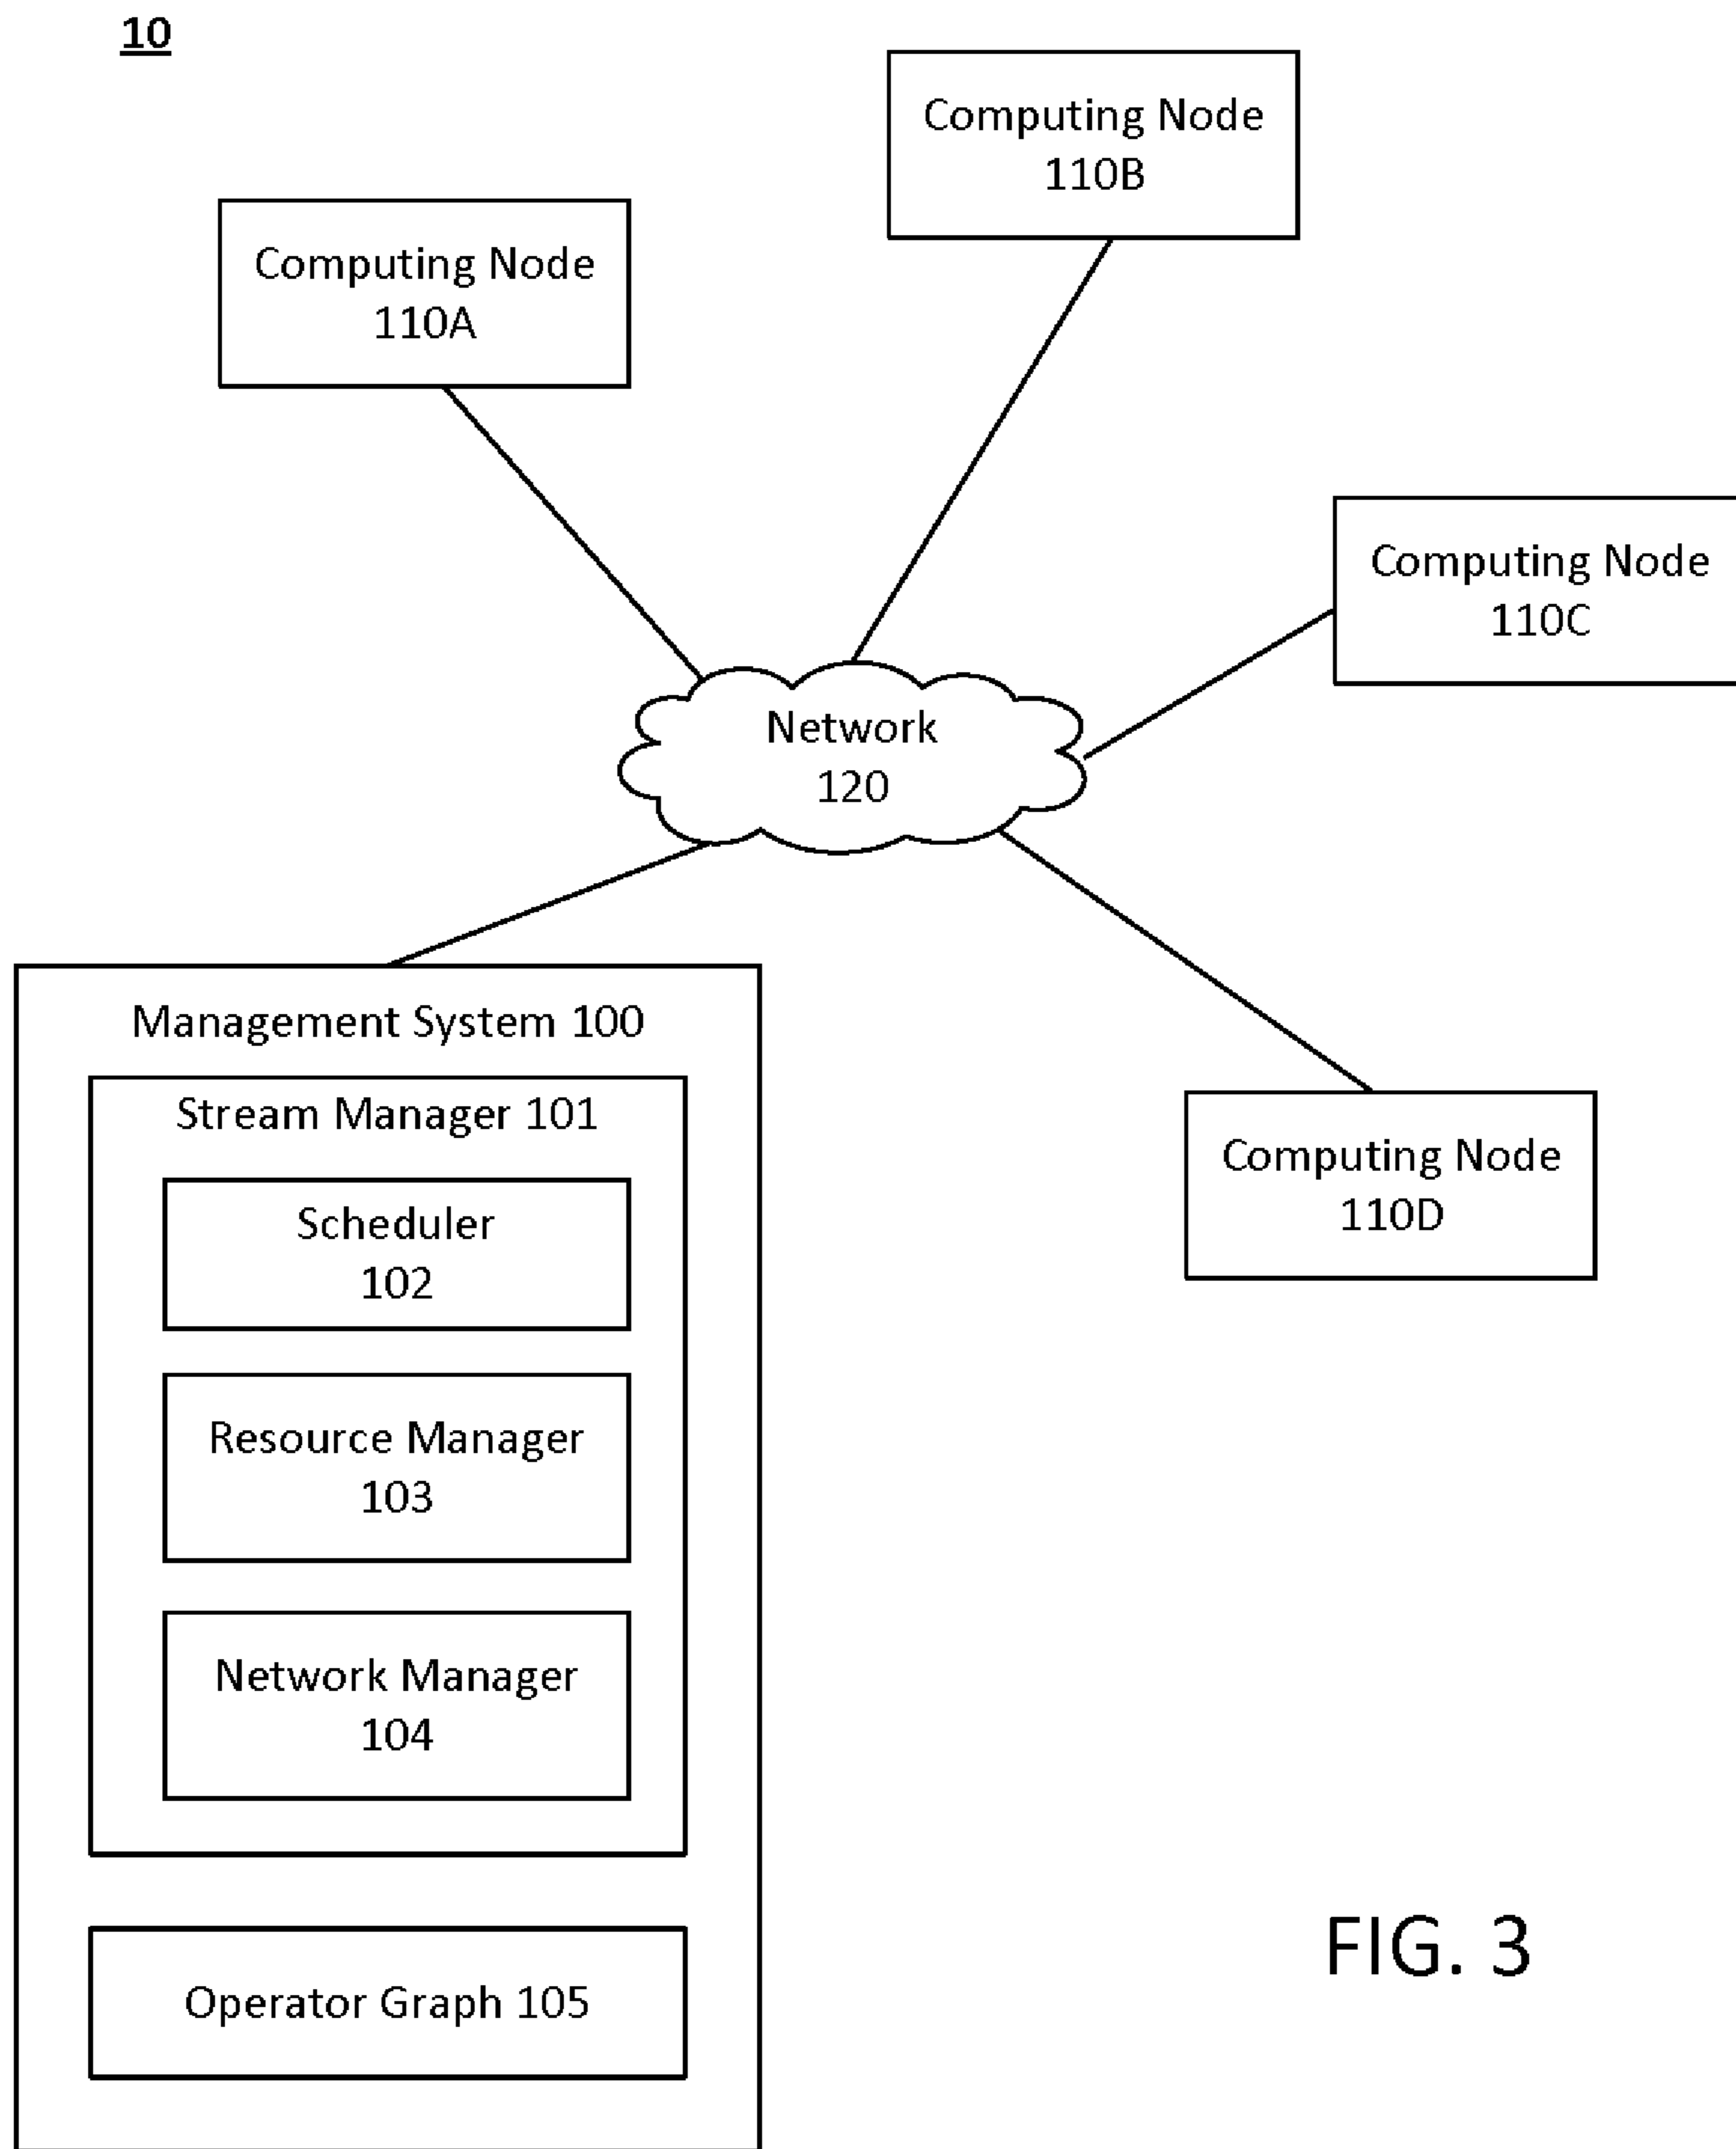 10
Computing Node
110B
Computing Node
110A
Computing Node
110C
Network
120
Management System 100
Stream Manager 101
Scheduler
102
Resource Manager
103
Network Manager
104
Operator Graph 105
Computing Node
110D
FIG. 3